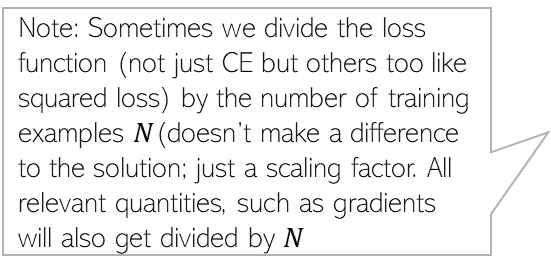 Note: Sometimes we divide the loss
function (not just CE but others too like
squared loss) by the number of training
examples N(doesn't make a difference
to the solution; just a scaling factor. All
relevant quantities, such as gradients
will also get divided by N